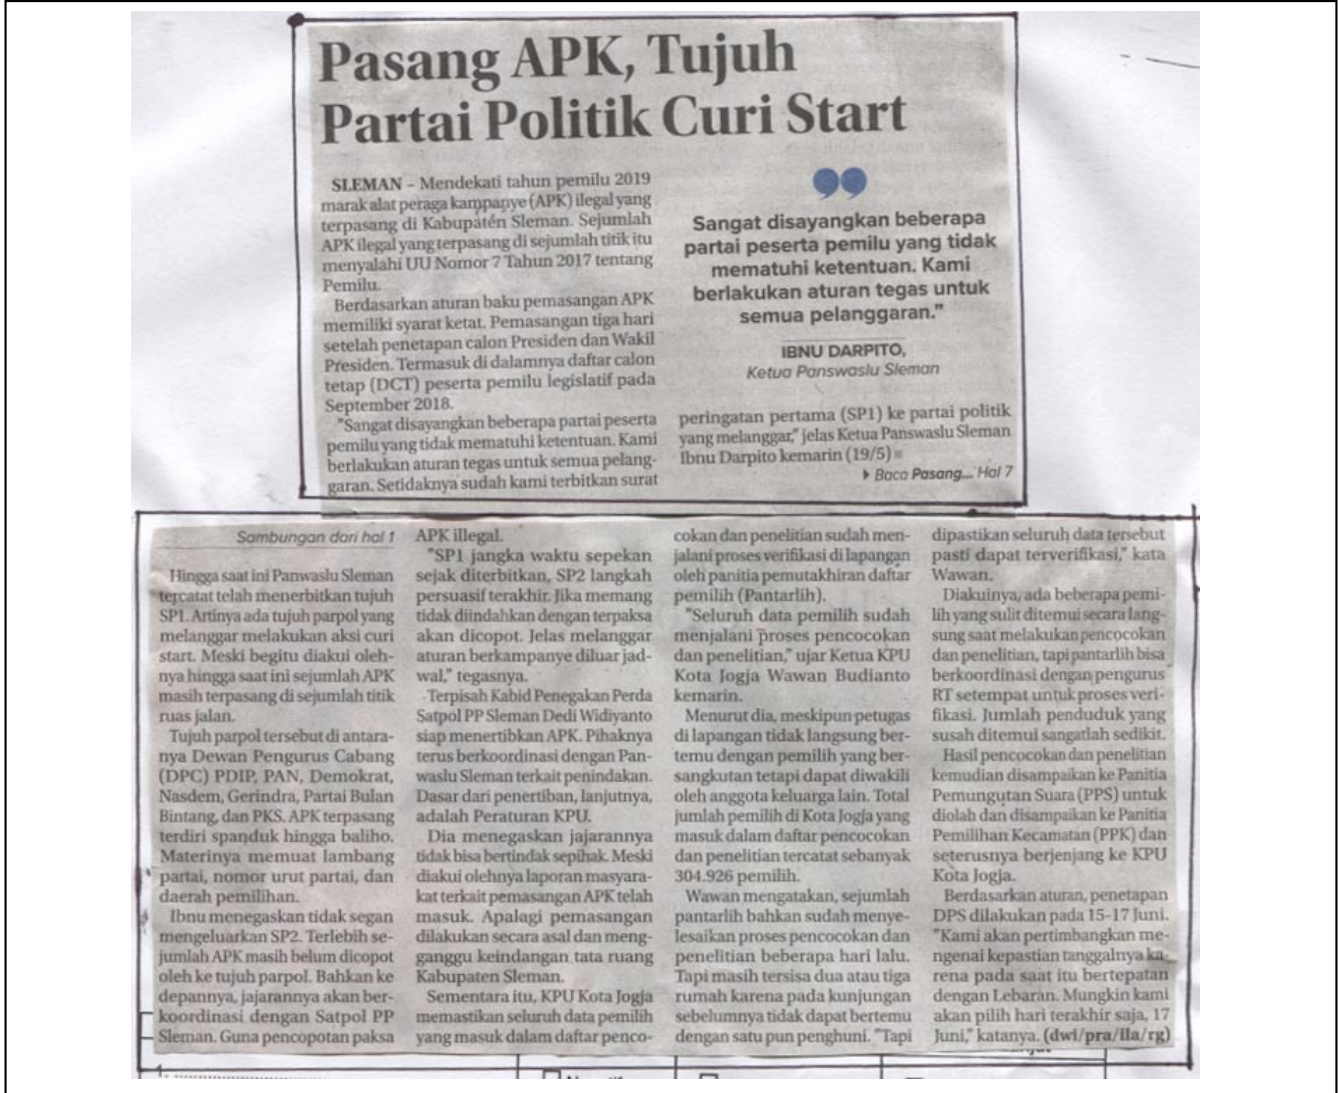 Pasang APK, Tujuh
Partai Politik Curi Start
SLEMAN – Mendekati tahun pemilu 2019
marak alat peraga kampanye (APK) ilegal yang
terpasang di Kabupatén Sleman. Sejumlah
APK ilegal yang terpasang di sejumlah titik itu
menyalahi UU Nomor 7 Tahun 2017 tentang
Pemilu.
Berdasarkan aturan baku pemasangan APK
memiliki syarat ketat. Pemasangan tiga hari
setelah penetapan calon Presiden dan Wakil
Presiden. Termasuk di dalamnya daftar calon
tetap (DCT) peserta pemilu legislatif pada
September 2018.
"Sangat disayangkan beberapa partai peserta
pemilu yang tidak mematuhi ketentuan. Kami
berlakukan aturan tegas untuk semua pelang-
garan. Setidaknya sudah kami terbitkan surat
Sangat disayangkan beberapa
partai peserta pemilu yang tidak
mematuhi ketentuan. Kami
berlakukan aturan tegas untuk
semua pelanggaran."
IBNU DARPITO,
Ketua Panswaslu Sleman
peringatan pertama (SP1) ke partai politik
yang melanggar," jelas Ketua Panswaslu Sleman
Ibnu Darpito kemarin (19/5)
Baca Pasang... Hal 7
Sambungan dari hal 1
Hingga saat ini Panwaslu Sleman
tercatat telah menerbitkan tujuh
SP1. Artinya ada tujuh parpol yang
melanggar melakukan aksi curi
start. Meski begitu diakui oleh-
nya hingga saat ini sejumlah APK
masih terpasang di sejumlah titik
ruas jalan.
Tujuh parpol tersebut di antara-
nya Dewan Pengurus Cabang
(DPC) PDIP, PAN, Demokrat,
Nasdem, Gerindra, Partai Bulan
Bintang, dan PKS. APK terpasang
terdiri spanduk hingga baliho.
Materinya memuat lambang
partai, nomor urut partai, dan
daerah pemilihan.
Ibnu menegaskan tidak segan
mengeluarkan SP2. Terlebih se-
jumlah APK masih belum dicopot
oleh ke tujuh parpol. Bahkan ke
depannya, jajarannya akan ber-
koordinasi dengan Satpol PP
Sleman. Guna pencopotan paksa
APK illegal.
"SP1 jangka waktu sepekan
sejak diterbitkan, SP2 langkah
persuasif terakhir. Jika memang
tidak diindahkan dengan terpaksa
akan dicopot. Jelas melanggar
aturan berkampanye diluar jad-
wal," tegasnya.
Terpisah Kabid Penegakan Perda
Satpol PP Sleman Dedi Widiyanto
siap menertibkan APK. Pihaknya
terus berkoordinasi dengan Pan-
waslu Sleman terkait penindakan.
Dasar dari penertiban, lanjutnya,
adalah Peraturan KPU.
Dia menegaskan jajarannya
tidak bisa bertindak sepihak. Meski
diakui olehnya laporan masyara-
kat terkait pemasangan APK telah
masuk. Apalagi pemasangan
dilakukan secara asal dan meng-
ganggu keindangan tata ruang
Kabupaten Sleman.
Sementara itu, KPU Kota Jogja
memastikan seluruh data pemilih
yang masuk dalam daftar penco-
cokan dan penelitian sudah men-
jalani proses verifikasi di lapangan
oleh panitia pemutakhiran daftar
pemilih (Pantarlih).
"Seluruh data pemilih sudah
menjalani proses pencocokan
dan penelitian," ujar Ketua KPU
Kota Jogja Wawan Budianto
kemarin.
Menurut dia, meskipun petugas
di lapangan tidak langsung ber-
temu dengan pemilih yang ber-
sangkutan tetapi dapat diwakili
oleh anggota keluarga lain. Total
jumlah pemilih di Kota Jogja yang
masuk dalam daftar pencocokan
dan penelitian tercatat sebanyak
304.926 pemilih.
Wawan mengatakan, sejumlah
pantarlih bahkan sudah menye-
lesaikan proses pencocokan dan
penelitian beberapa hari lalu.
Tapi masih tersisa dua atau tiga
rumah karena pada kunjungan
sebelumnya tidak dapat bertemu
dengan satu pun penghuni. "Tapi
dipastikan seluruh data tersebut
pasti dapat terverifikasi," kata
Wawan.
Diakuinya, ada beberapa pemi-
lih yang sulit ditemui secara lang-
sung saat melakukan pencocokan
dan penelitian, tapi pantarlih bisa
berkoordinasi dengan pengurus
RT setempat untuk proses veri-
fikasi. Jumlah penduduk yang
susah ditemui sangatlah sedikit.
Hasil pencocokan dan penelitian
kemudian disampaikan ke Panitia
Pemungutan Suara (PPS) untuk
diolah dan disampaikan ke Panitia
Pemilihan Kecamatan (PPK) dan
seterusnya berjenjang ke KPU
Kota Jogja.
Berdasarkan aturan, penetapan
DPS dilakukan pada 15-17 Juni.
"Kami akan pertimbangkan me-
ngenai kepastian tanggalnya ka-
rena pada saat itu bertepatan
dengan Lebaran. Mungkin kami
akan pilih hari terakhir saja, 17
Juni," katanya. (dwi/pra/ila/rg)